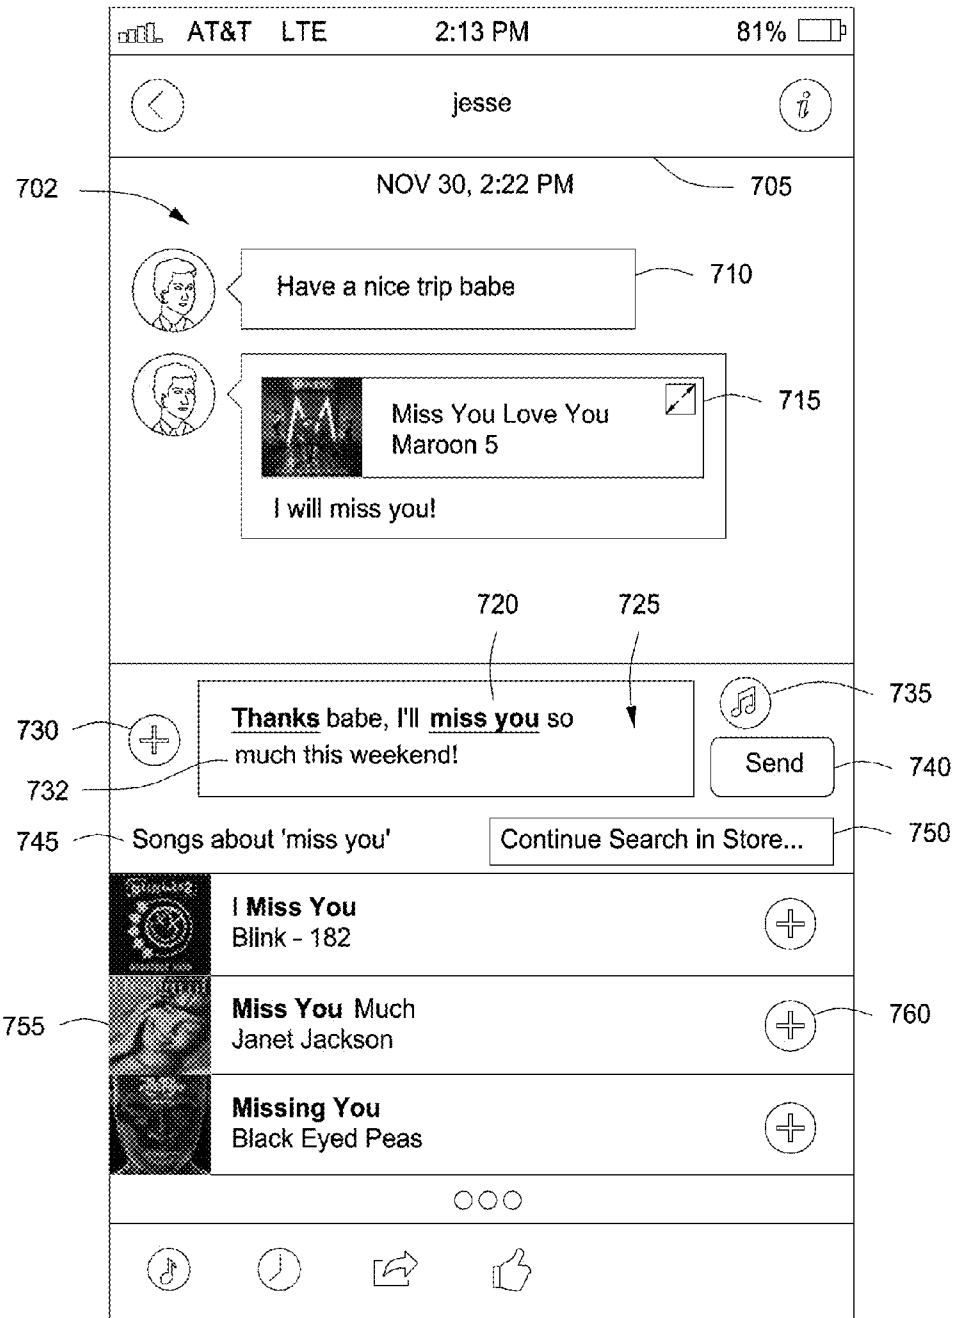 AT&T LTE 2:13 PM 81%
jesse
702
NOV 30, 2:22 PM
705
Have a nice trip babe
710
Miss You Love You
715
Maroon 5
I will miss you!
720 725
730
Thanks babe, I'll miss you so
735
732
much this weekend!
Send
740
745
Songs about 'miss you'
Continue Search in Store...
750
I Miss You
Blink - 182
755
Miss You Much
760
Janet Jackson
Missing You
Black Eyed Peas